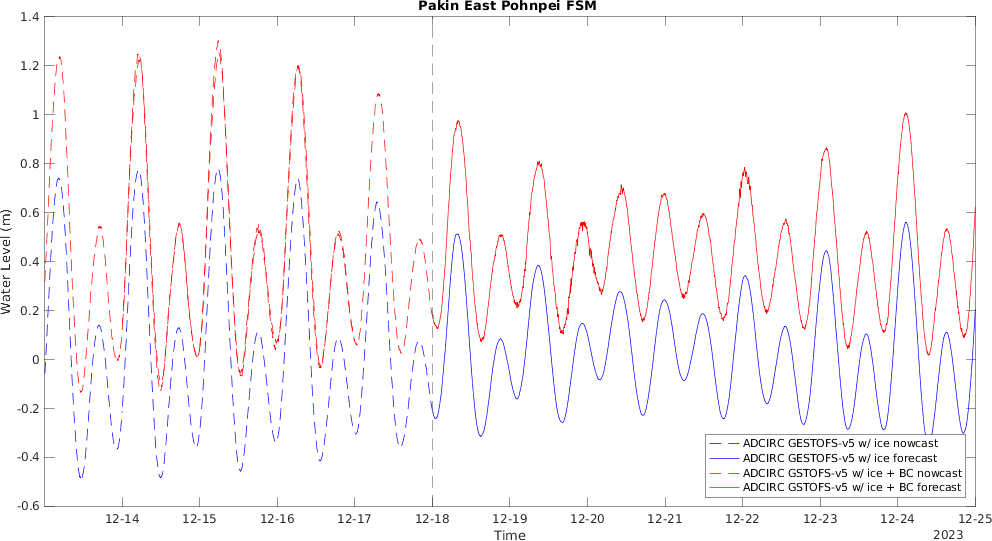 Pakin East Pohnpei FSM
1.4
1.2
1
0.8
0.6
0.4
0.2
0
-0.2
-0.4
-0.6
Water Level (m)
ADCIRC GESTOFS-v5 w/ ice nowcast
ADCIRC GESTOFS-v5 w/ ice forecast
ADCIRC GSTOFS-v5 w/ ice + BC nowcast
ADCIRC GSTOFS-v5 w/ ice + BC forecast
12-14 12-15 12-16 12-17 12-18 12-19 12-20 12-21 12-22 12-23 12-24 12-25
Time
2023